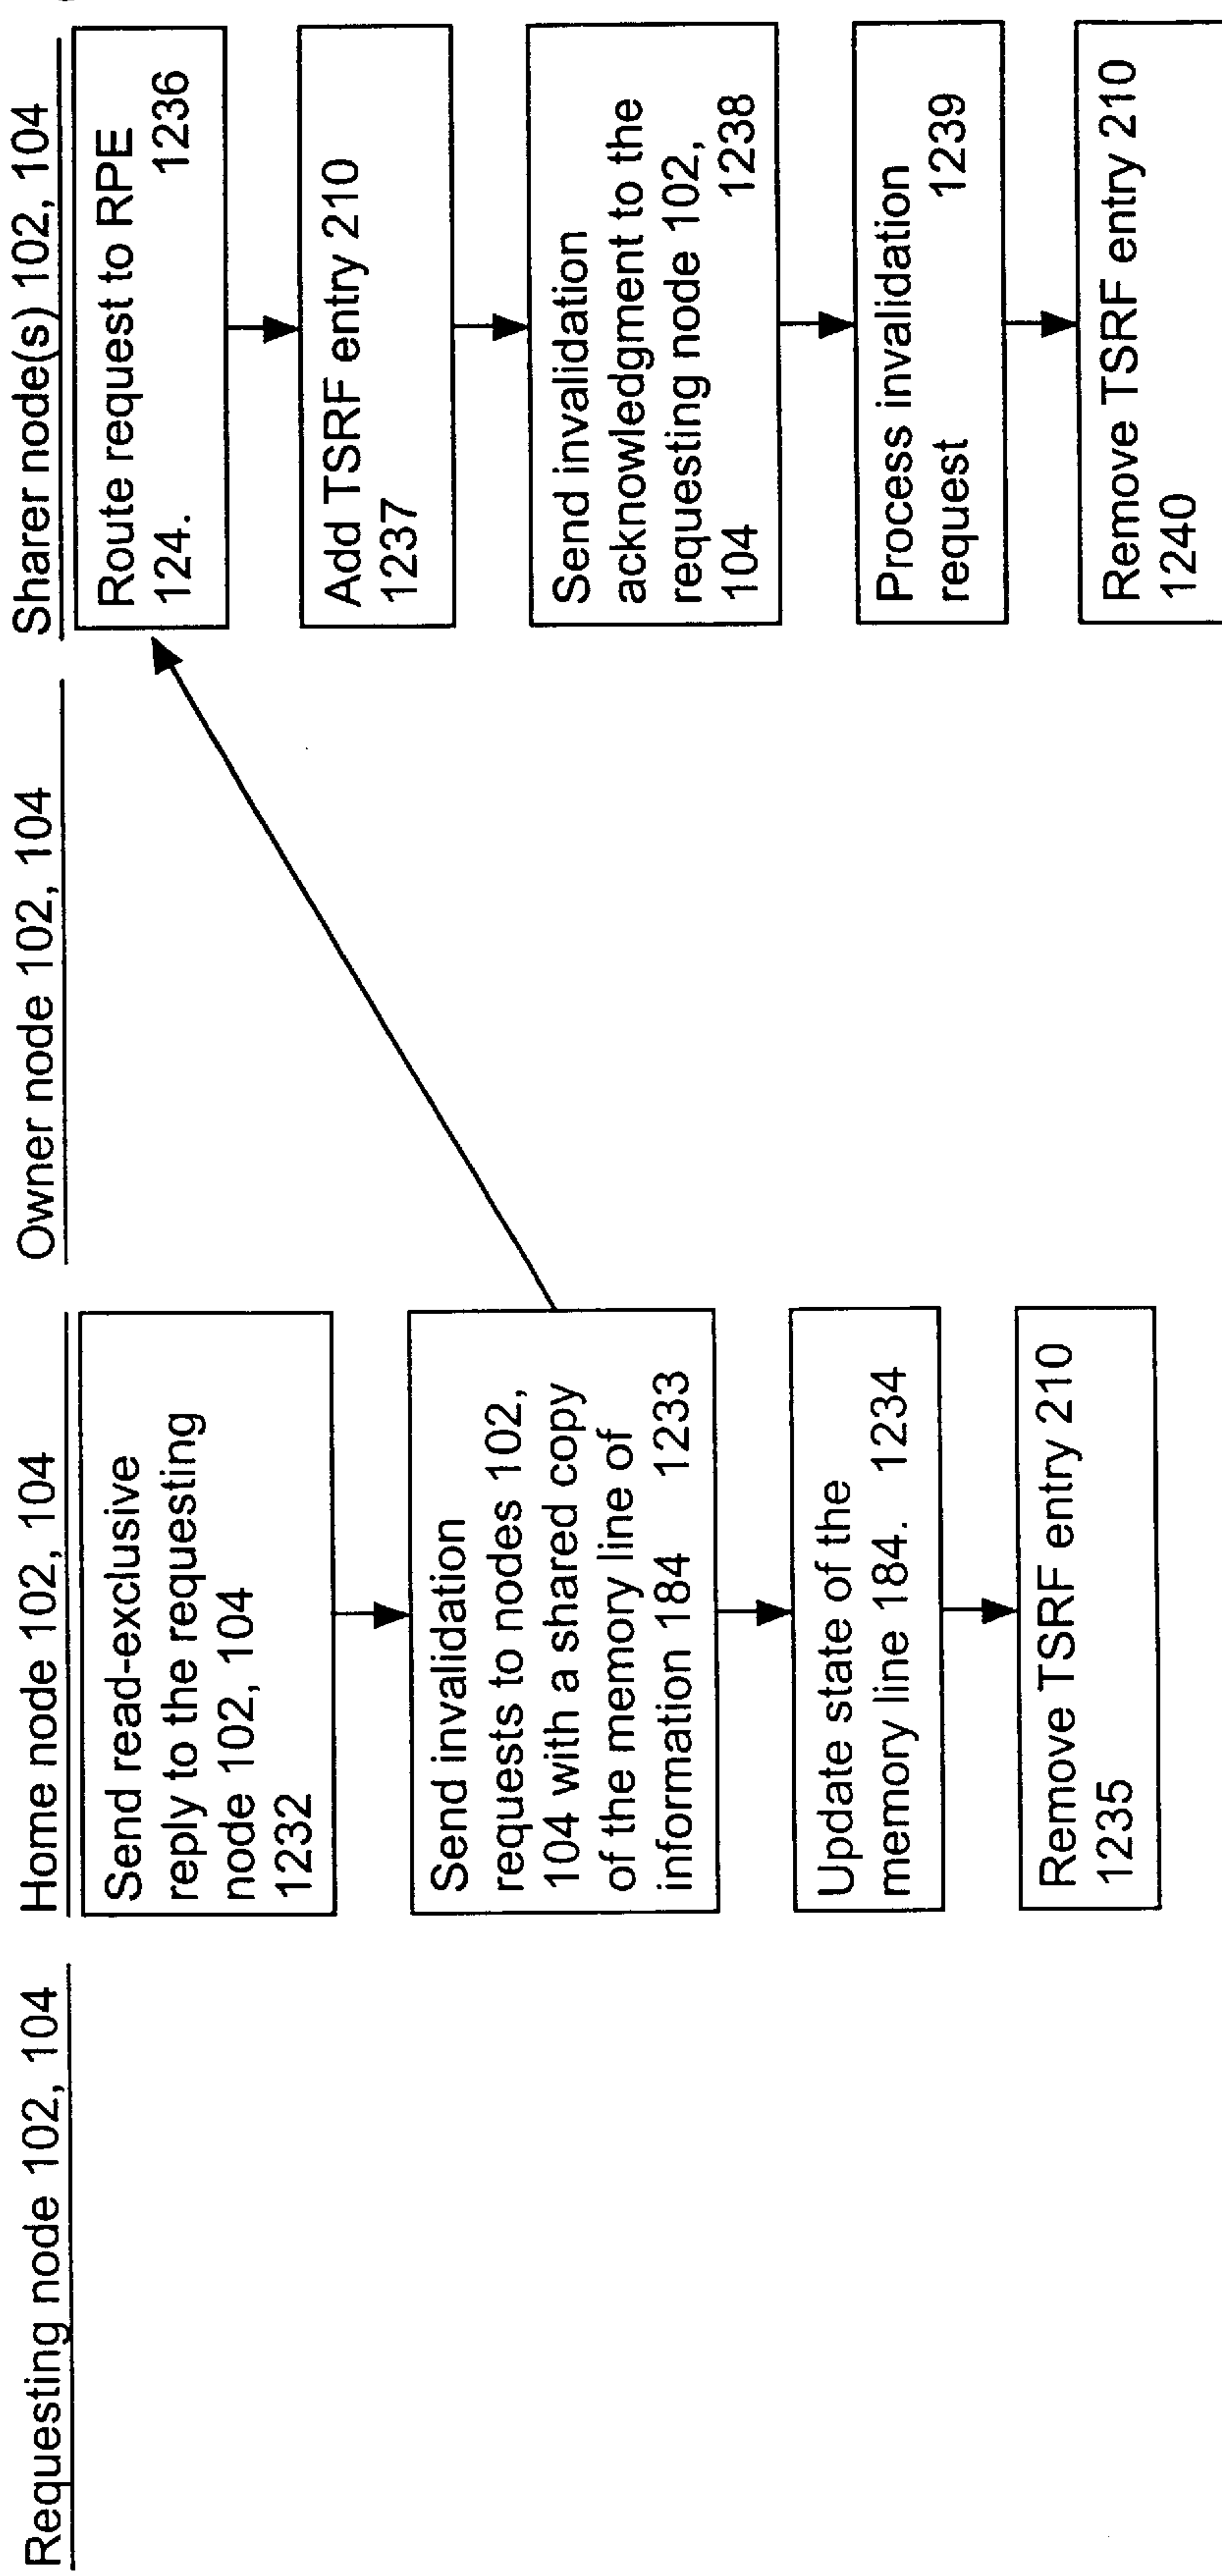 Requesting node 102, 104
Home node 102, 104
Owner node 102, 104
Sharer node(s) 102, 104
Send read-exclusive
reply to the requesting
node 102, 104
1232
Send invalidation
requests to nodes 102,
104 with a shared copy
of the memory line of
information 184 1233
Update state of the
memory line 184. 1234
Remove TSRF entry 210
1235
Route request to RPE
124. 1236
Add TSRF entry 210
1237
Send invalidation
acknowledgment to the
requesting node 102,
104 1238
Process invalidation
request 1239
Remove TSRF entry 210
1240